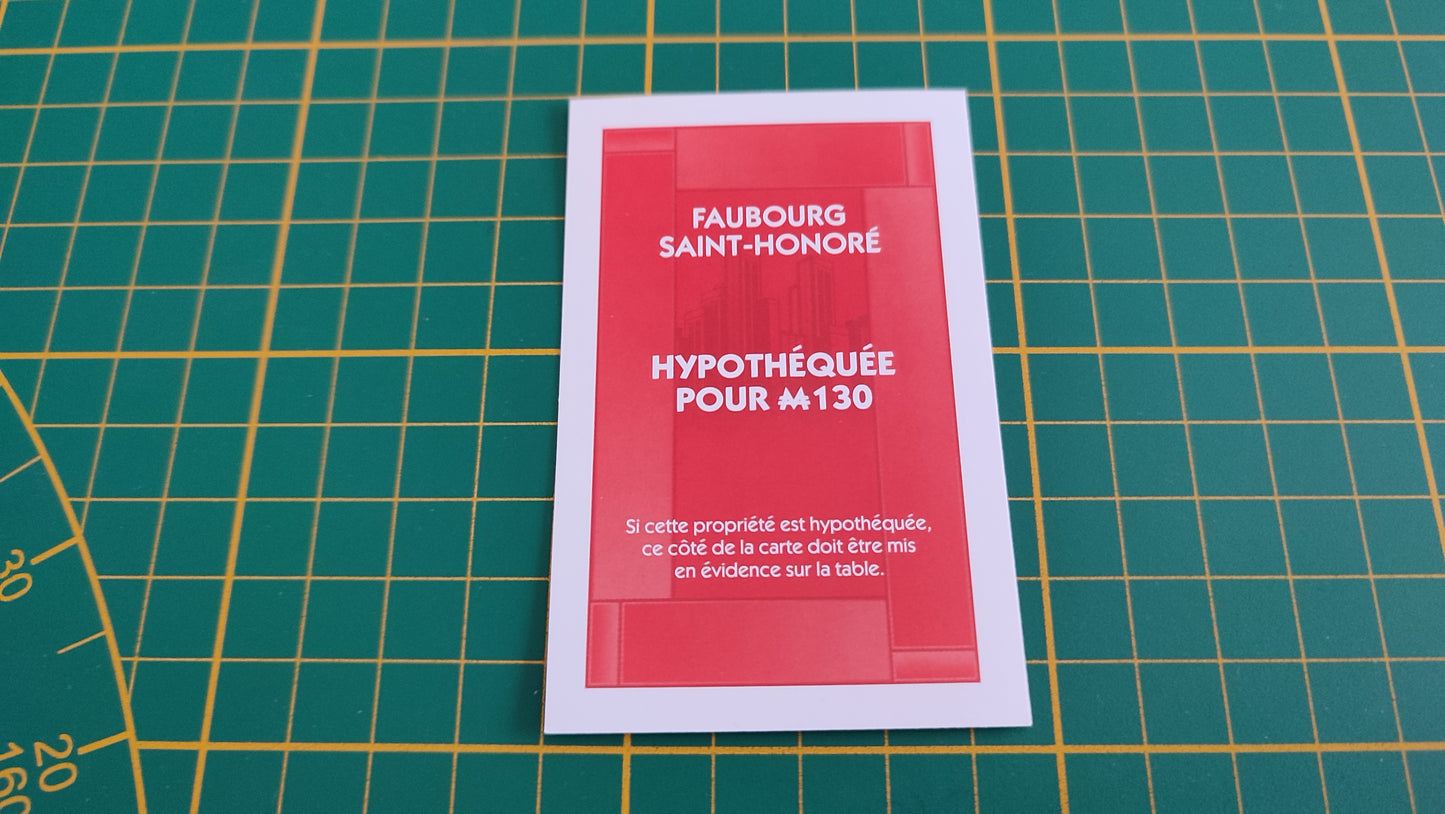 FAUBOURG
SAINT-HONORÉ
HYPOTHÉQUÉE
POUR ₩130
Si cette propriété est hypothéquée,
ce côté de la carte doit être mis
en évidence sur la table.
30
20
160